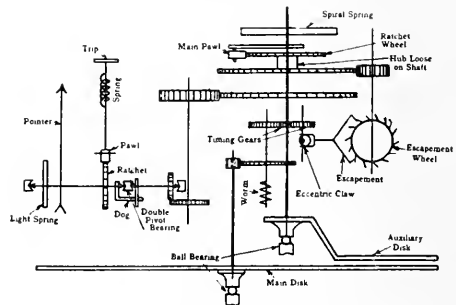 Spiral Spring
Trip
Main Pawl
Ratchet
Wheel
Hub Loose
on Shaft
Spring
Pointer
Timing Gears
Pawl
Ratchet
Escapement
Wheel
Escapement
Eccentric Claw
Worm
Light Spring
Dog
Double
Pivot
Bearing
Ball Bearing
Auxiliary
Disk
Main Disk